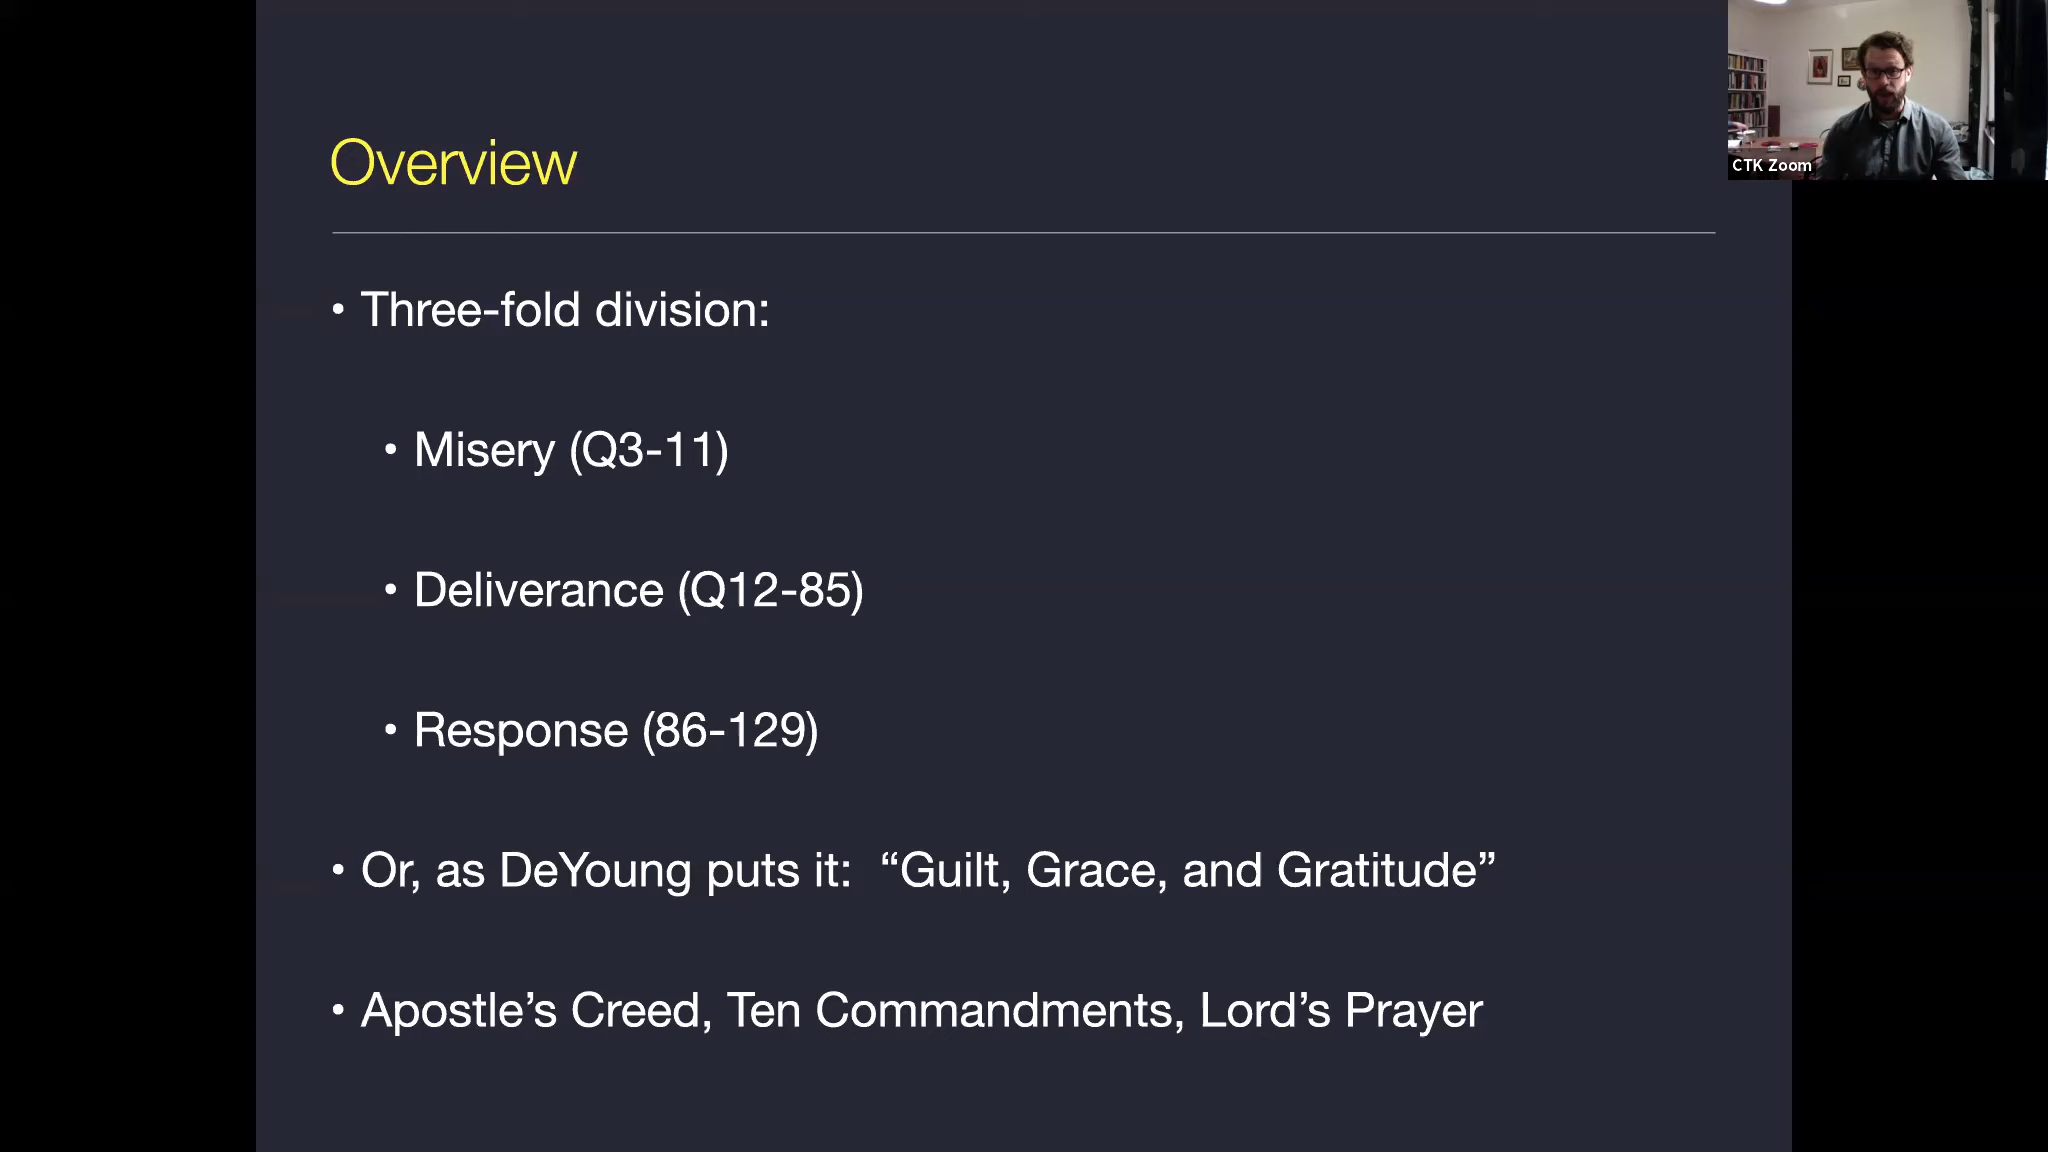 Overview
• Three-fold division:
• Misery (Q3-11)
• Deliverance (Q12-85)
• Response (86-129)
• Or, as DeYoung puts it:  “Guilt, Grace, and Gratitude”
• Apostle’s Creed, Ten Commandments, Lord’s Prayer
CTK Zoom